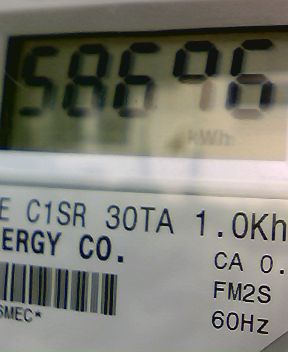 58696
kWh
E C1SR 30TA 1.0Kh
ERGY CO.
CA 0.
FM2S
SMEC*
60Hz